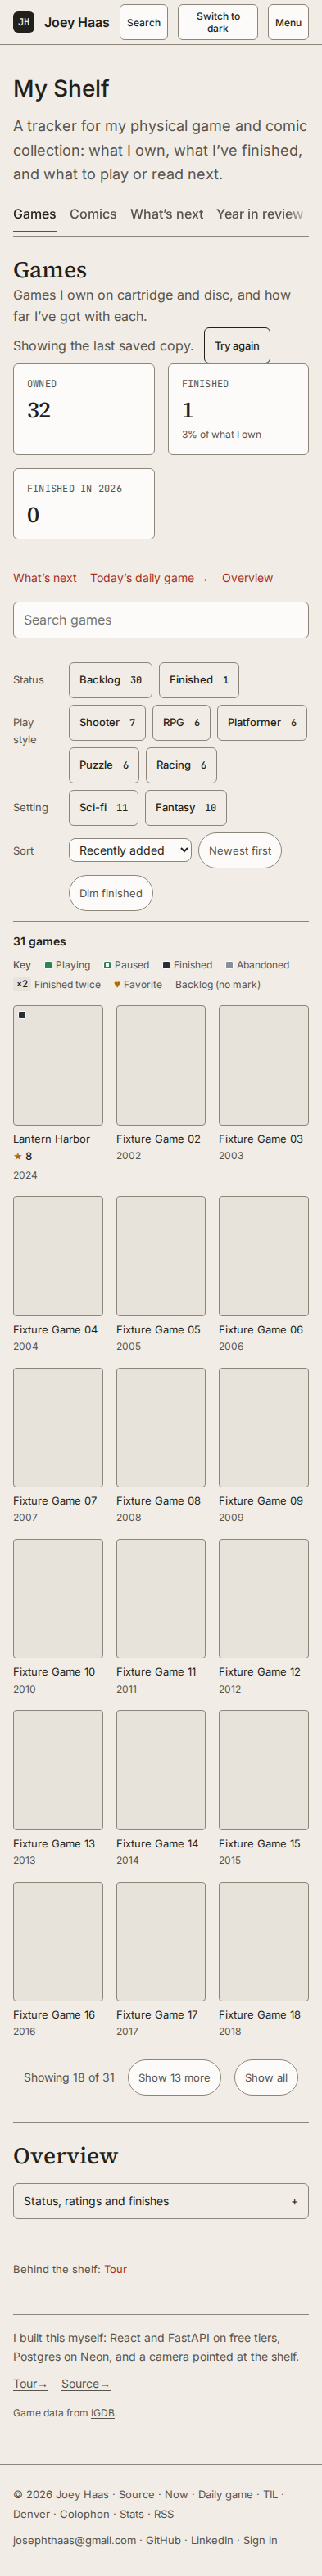 JH Joey Haas Search Switch to dark Menu
My Shelf
A tracker for my physical game and comic
collection: what I own, what I've finished,
and what to play or read next.
Games Comics What's next Year in review
Games
Games I own on cartridge and disc, and how
far I've got with each.
Showing the last saved copy. Try again
OWNED
32
FINISHED
1
3% of what I own
FINISHED IN 2026
0
What's next Today's daily game → Overview
Search games
Status Backlog 30 Finished 1
Play style Shooter 7 RPG 6 Platformer 6
Puzzle 6 Racing 6
Setting Sci-fi 11 Fantasy 10
Sort Recently added Newest first
Dim finished
31 games
Key Playing Paused Finished Abandoned
×2 Finished twice ♥ Favorite Backlog (no mark)
Lantern Harbor
★ 8
2024
Fixture Game 02
2002
Fixture Game 03
2003
Fixture Game 04
2004
Fixture Game 05
2005
Fixture Game 06
2006
Fixture Game 07
2007
Fixture Game 08
2008
Fixture Game 09
2009
Fixture Game 10
2010
Fixture Game 11
2011
Fixture Game 12
2012
Fixture Game 13
2013
Fixture Game 14
2014
Fixture Game 15
2015
Fixture Game 16
2016
Fixture Game 17
2017
Fixture Game 18
2018
Showing 18 of 31 Show 13 more Show all
Overview
Status, ratings and finishes +
Behind the shelf: Tour
I built this myself: React and FastAPI on free tiers,
Postgres on Neon, and a camera pointed at the shelf.
Tour→ Source→
Game data from IGDB.
© 2026 Joey Haas · Source · Now · Daily game · TIL ·
Denver · Colophon · Stats · RSS
josephthaas@gmail.com · GitHub · LinkedIn · Sign in